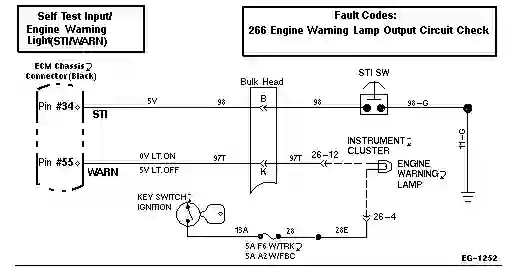 Self Test Input/
Engine Warning
Light(STI/WARN)
Fault Codes:
266 Engine Warning Lamp Output Circuit Check
ECM Chassis
Connector(Black)
Bulk Head
STI SW
Pin #34
5V
98
B
98
98-G
STI
11-G
INSTRUMENT
CLUSTER
Pin #55
0V LT. ON
97T
97T
26-12
WARN
5V LT.OFF
K
ENGINE
WARNING
LAMP
KEY SWITCH
IGNITION
26-4
28
28E
5A F6 W/TRK
5A A2 W/FBC
EG-1252